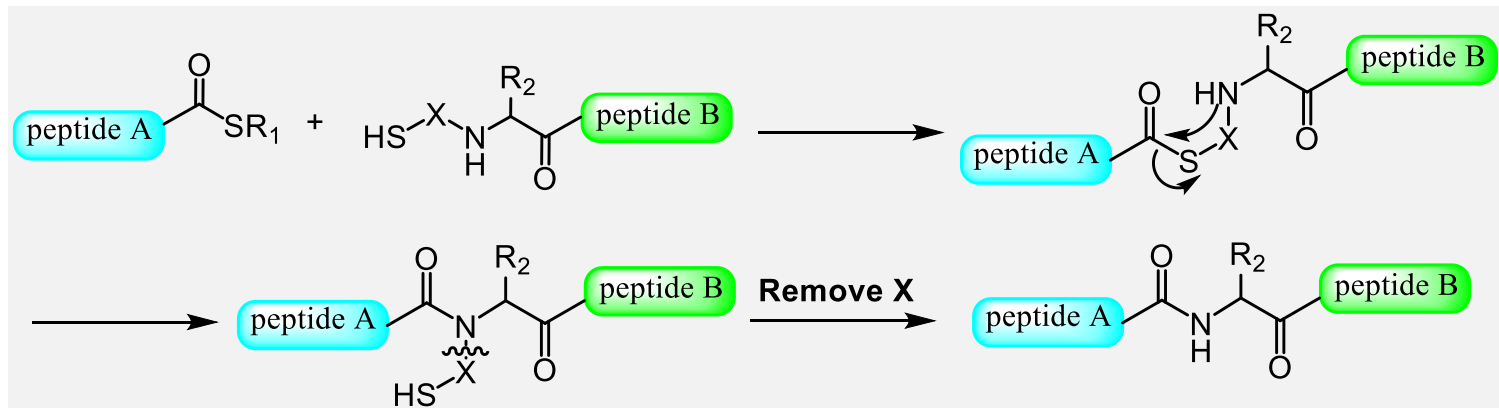 O
peptide A
SR1
+
HS
X
N
H
R2
O
peptide B
O
peptide A
S
X
HN
R2
O
peptide B
O
peptide A
N
X
HS
R2
O
peptide B
Remove X
O
peptide A
N
H
R2
O
peptide B